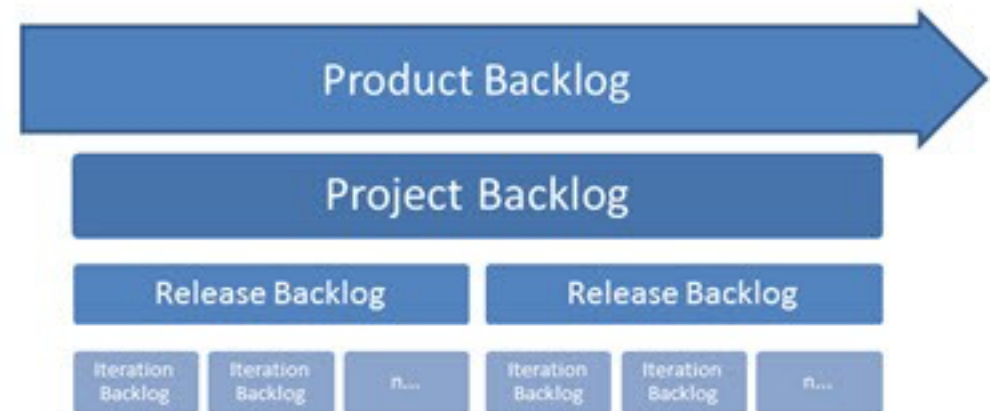 Product Backlog
Project Backlog
Release Backlog
Release Backlog
Iteration
Backlog
Iteration
Backlog
n...
Iteration
Backlog
Iteration
Backlog
n...